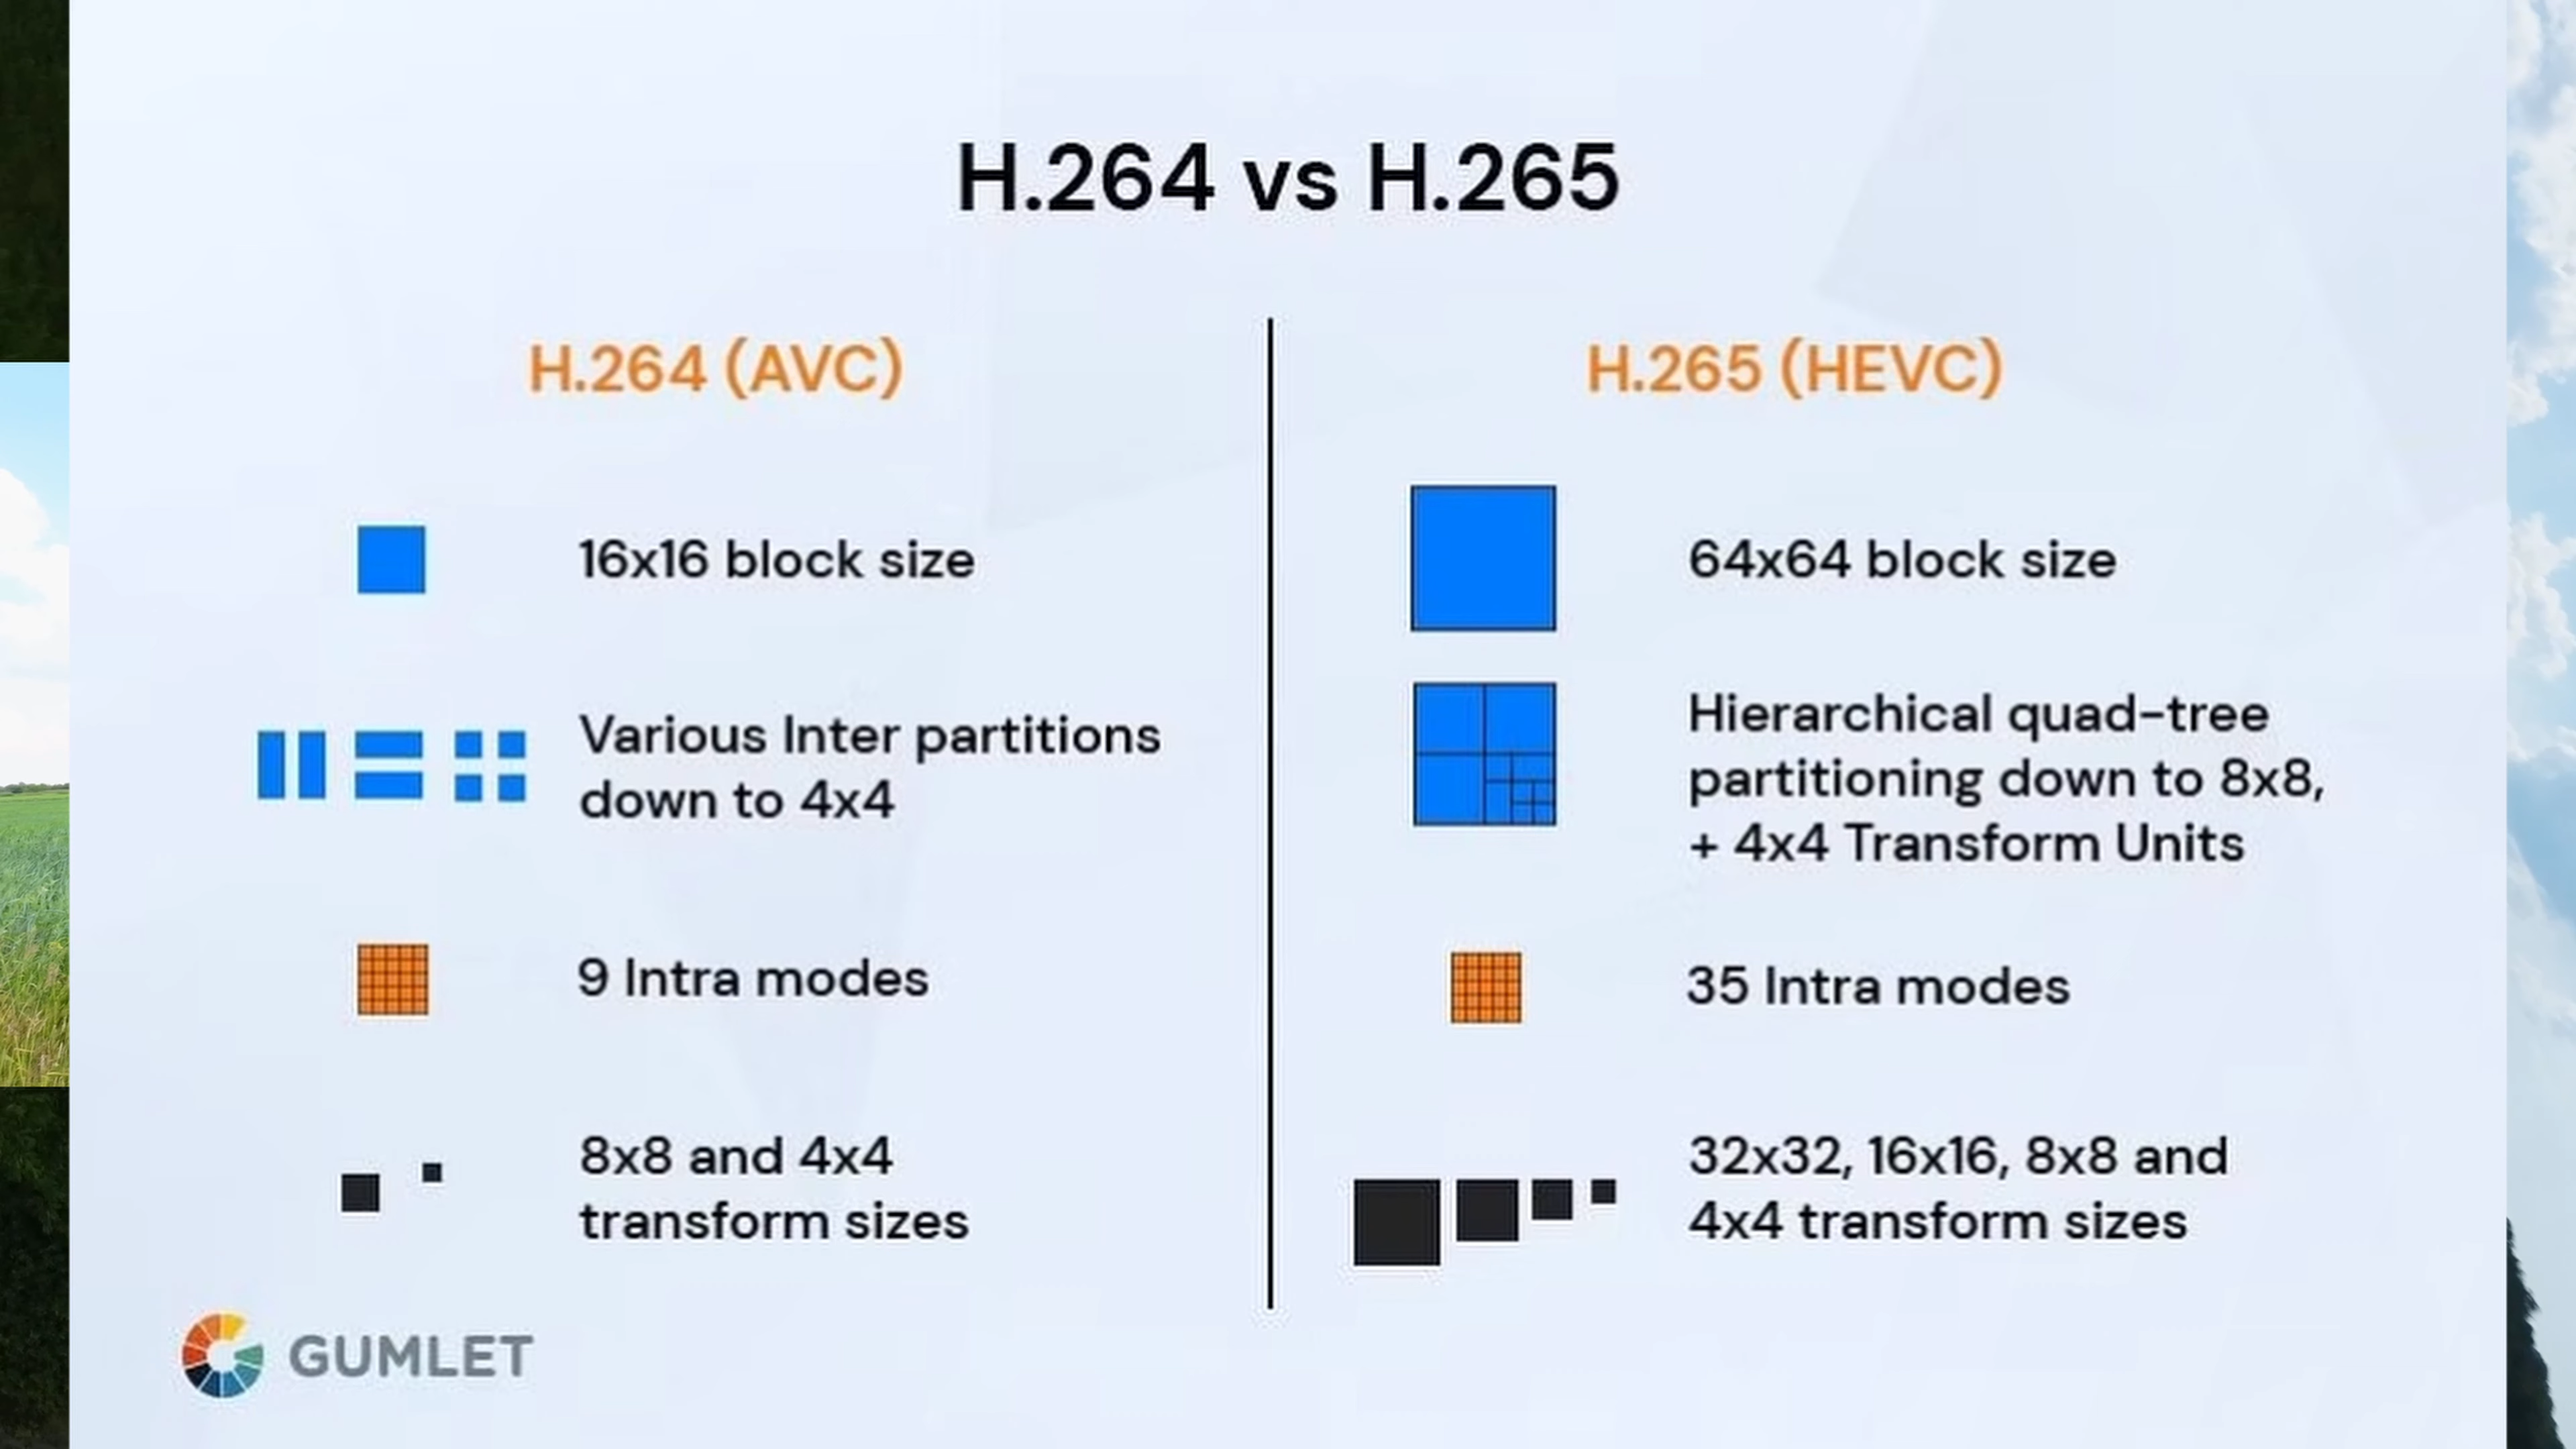 H.264 vs H.265
H.264 (AVC)
16x16 block size
Various Inter partitions
down to 4x4
9 Intra modes
8x8 and 4x4
transform sizes
H.265 (HEVC)
64x64 block size
Hierarchical quad-tree
partitioning down to 8x8,
+ 4x4 Transform Units
35 Intra modes
32x32, 16x16, 8x8 and
4x4 transform sizes
GUMLET